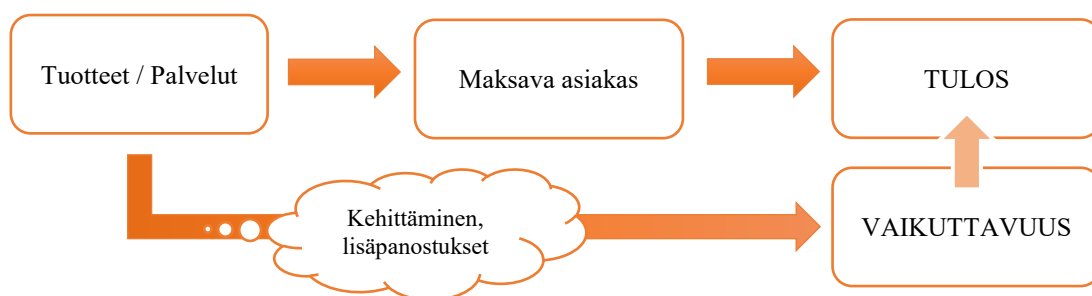 Tuotteet / Palvelut
Maksava asiakas
TULOS
Kehittäminen,
lisäpanostukset
VAIKUTTAVUUS